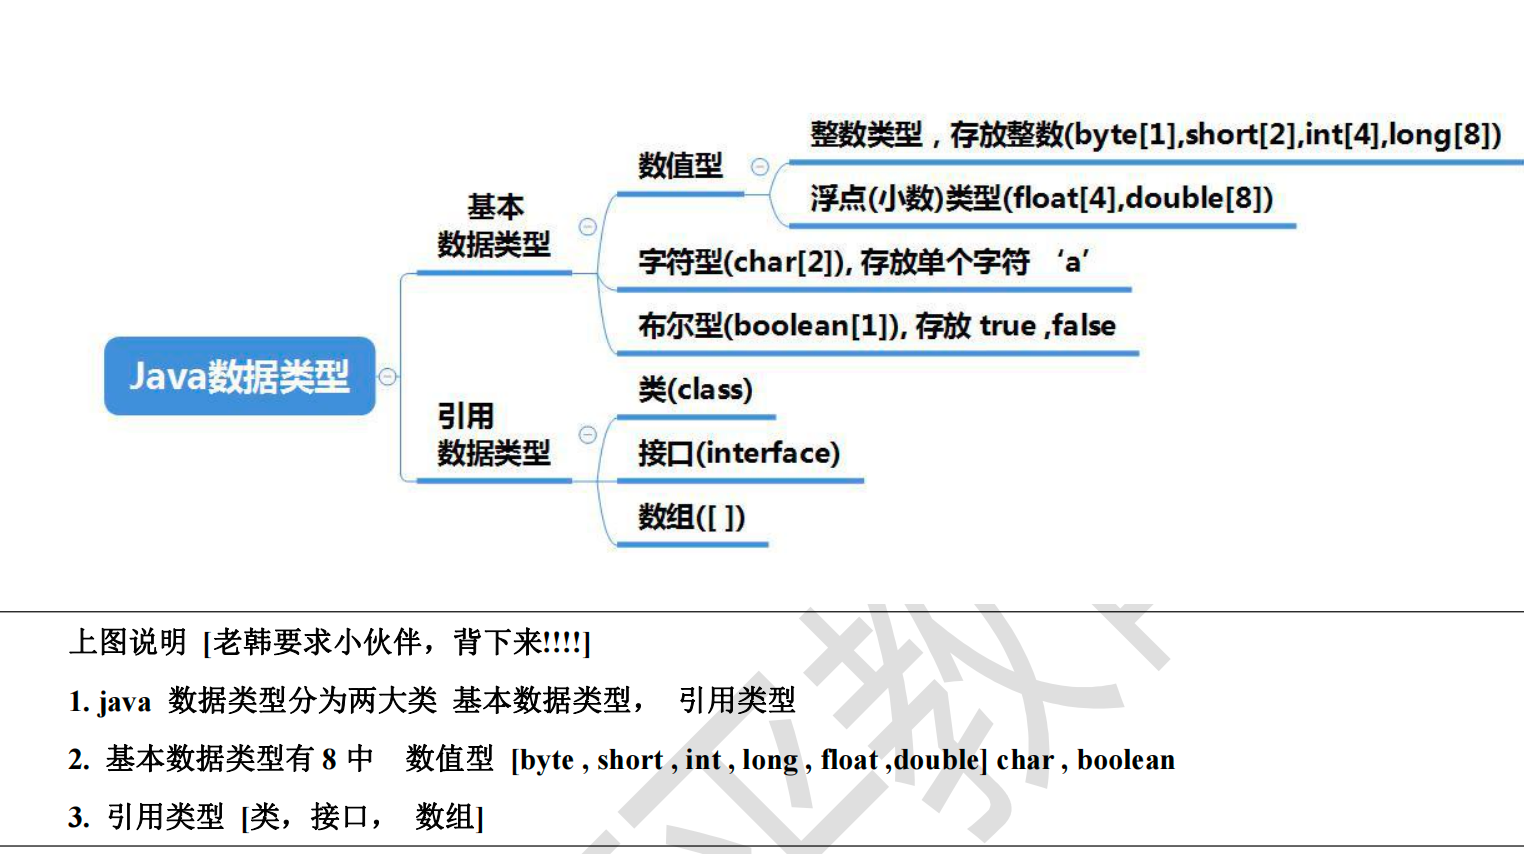 整数类型，存放整数(byte[1],short[2],int[4],long[8])
数值型
浮点(小数)类型(float[4],double[8])
基本
数据类型
字符型(char[2]), 存放单个字符 ‘a’
布尔型(boolean[1]), 存放 true ,false
Java数据类型
类(class)
引用
数据类型
接口(interface)
数组([ ])
上图说明 [老韩要求小伙伴，背下来!!!!]
1. java 数据类型分为两大类 基本数据类型， 引用类型
2. 基本数据类型有 8 中 数值型 [byte , short , int , long , float ,double] char , boolean
3. 引用类型 [类，接口， 数组]